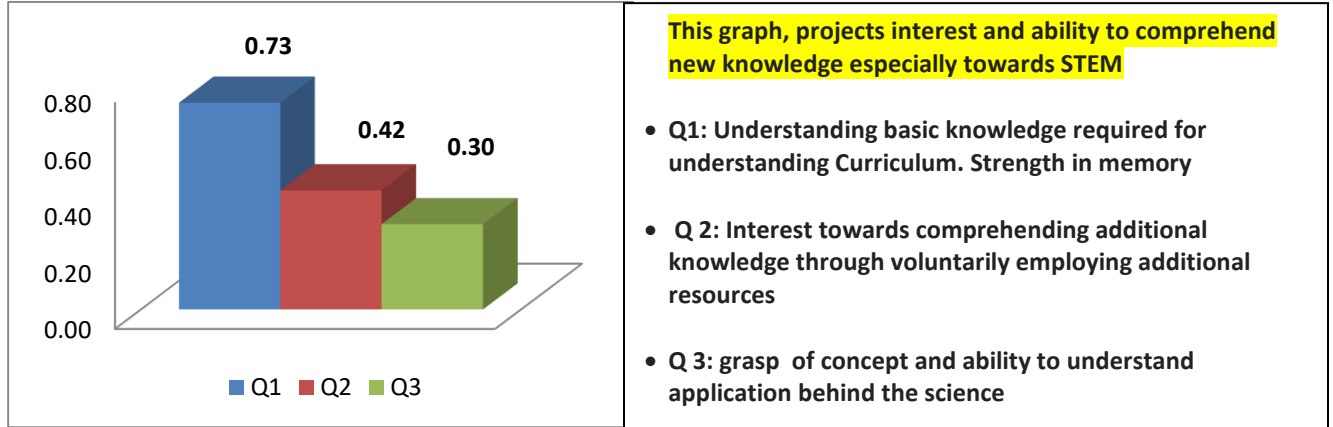 0.73
0.42
0.30
0.80
0.60
0.40
0.20
0.00
Q1 Q2 Q3
This graph, projects interest and ability to comprehend
new knowledge especially towards STEM
• Q1: Understanding basic knowledge required for
understanding Curriculum. Strength in memory
• Q 2: Interest towards comprehending additional
knowledge through voluntarily employing additional
resources
• Q 3: grasp of concept and ability to understand
application behind the science